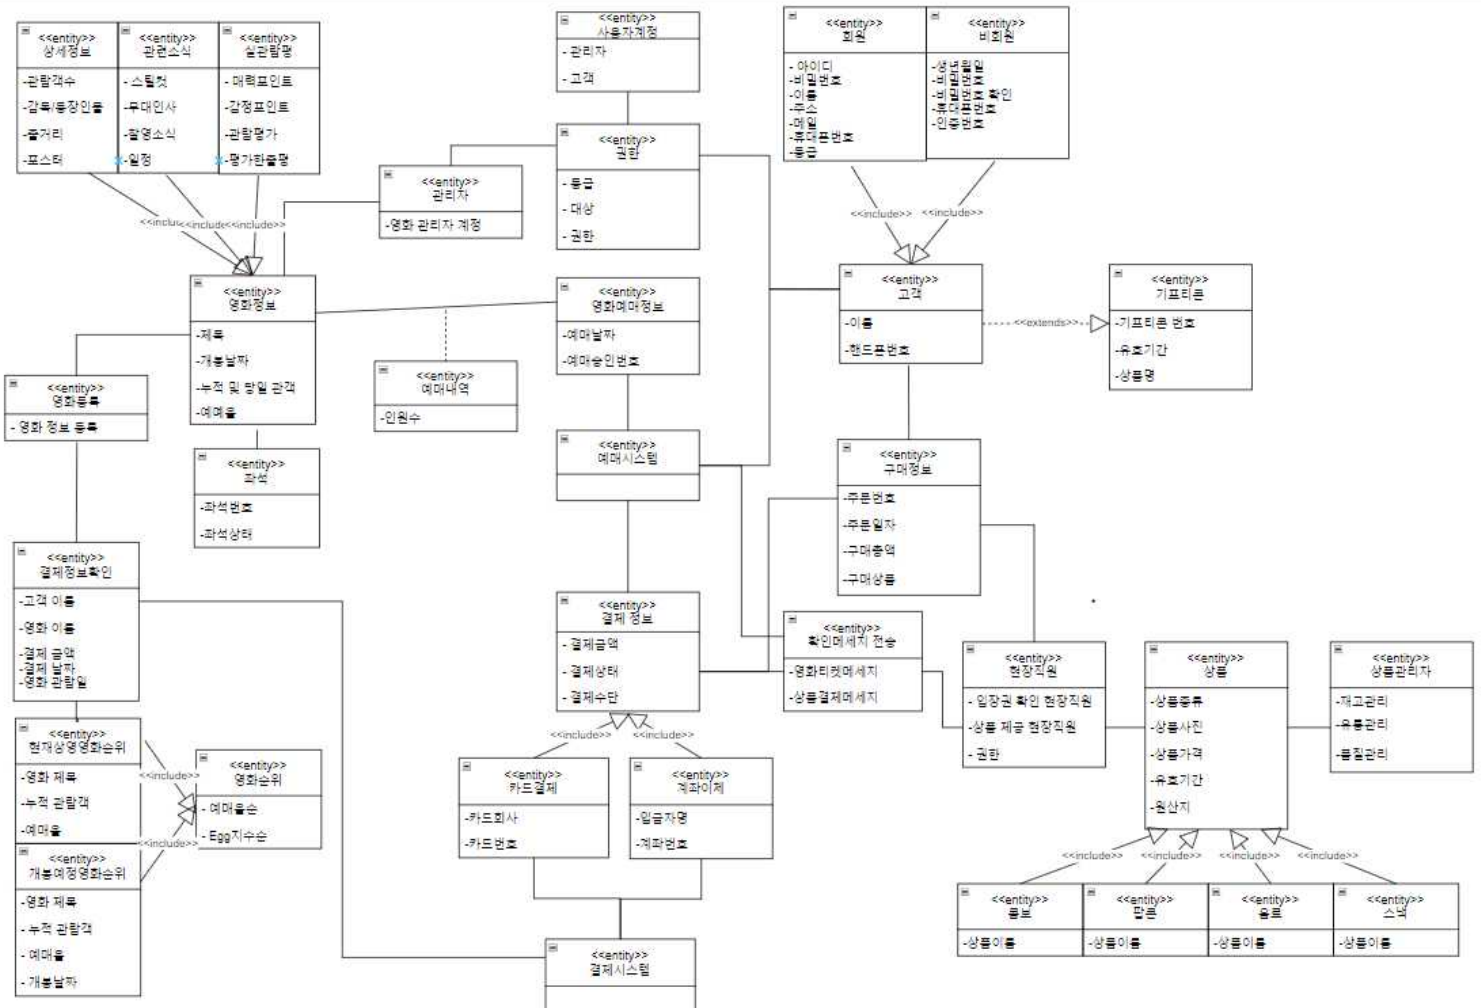 <<entity>>
상세정보
-관람객수
-감독/등장인물
-줄거리
-포스터
<<entity>>
관련소식
- 스틸컷
-무대인사
-촬영소식
-일정
<<entity>>
실관람평
- 매력포인트
-감정포인트
-관람평가
-평가한줄평
<<entity>>
사용자계정
- 관리자
- 고객
<<entity>>
회원
- 아이디
-비밀번호
-이름
-주소
-메일
-휴대폰번호
-등급
<<entity>>
비회원
-생년월일
-비밀번호
-비밀번호 확인
-휴대폰번호
-인증번호
<<entity>>
권한
- 등급
- 대상
- 권한
<<entity>>
관리자
-영화 관리자 계정
<<include>>
<<include>>
<<include>>
<<include>>
<<entity>>
영화정보
-제목
-개봉날짜
-누적 및 당일 관객
-예매율
<<entity>>
영화예매정보
-예매날짜
-예매승인번호
<<entity>>
고객
-이름
-핸드폰번호
<<extends>>
<<entity>>
기프티콘
-기프티콘 번호
-유효기간
-상품명
<<entity>>
영화등록
- 영화 정보 등록
<<entity>>
예매내역
-인원수
<<entity>>
좌석
-좌석번호
-좌석상태
<<entity>>
예매시스템
<<entity>>
구매정보
-주문번호
-주문일자
-구매총액
-구매상품
<<entity>>
결제정보확인
-고객 이름
-영화 이름
-결제 금액
-결제 날짜
-영화 관람일
<<entity>>
결제 정보
- 결제금액
-결제상태
-결제수단
<<entity>>
확인메세지 전송
-영화티켓메세지
-상품결제메세지
<<entity>>
현장직원
- 입장권 확인 현장직원
-상품 제공 현장직원
- 권한
<<entity>>
상품
-상품종류
-상품사진
-상품가격
-유효기간
-원산지
<<entity>>
상품관리자
-재고관리
-유통관리
-품질관리
<<entity>>
현재상영영화순위
-영화 제목
-누적 관람객
-예매율
<<include>>
<<entity>>
영화순위
- 예매율순
- Egg지수순
<<include>>
<<entity>>
개봉예정영화순위
-영화 제목
- 누적 관람객
- 예매율
- 개봉날짜
<<include>>
<<include>>
<<entity>>
카드결제
-카드회사
-카드번호
<<entity>>
계좌이체
-입금자명
-계좌번호
<<entity>>
결제시스템
<<include>>
<<include>>
<<include>>
<<include>>
<<entity>>
콤보
-상품이름
<<entity>>
팝콘
-상품이름
<<entity>>
음료
-상품이름
<<entity>>
스낵
-상품이름